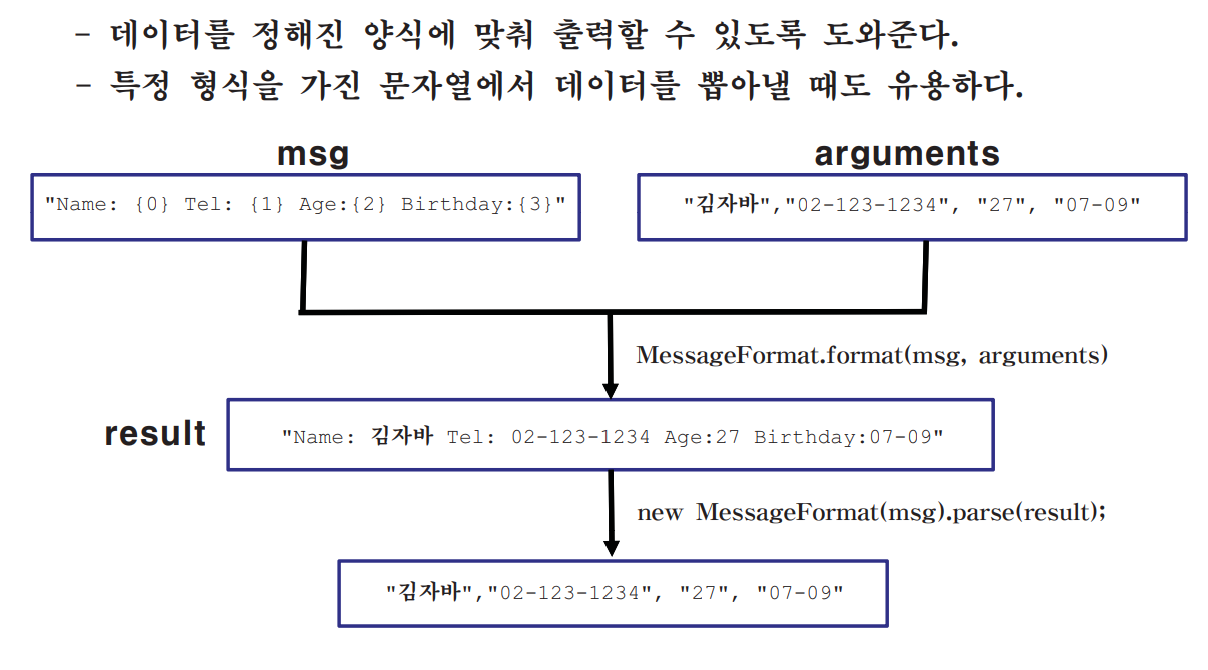 - 데이터를 정해진 양식에 맞춰 출력할 수 있도록 도와준다.
- 특정 형식을 가진 문자열에서 데이터를 뽑아낼 때도 유용하다.
msg
arguments
"Name: {0} Tel: {1} Age:{2} Birthday:{3}"
"김자바","02-123-1234", "27", "07-09"
MessageFormat.format(msg, arguments)
result
"Name: 김자바 Tel: 02-123-1234 Age:27 Birthday:07-09"
new MessageFormat(msg).parse(result);
"김자바","02-123-1234", "27", "07-09"